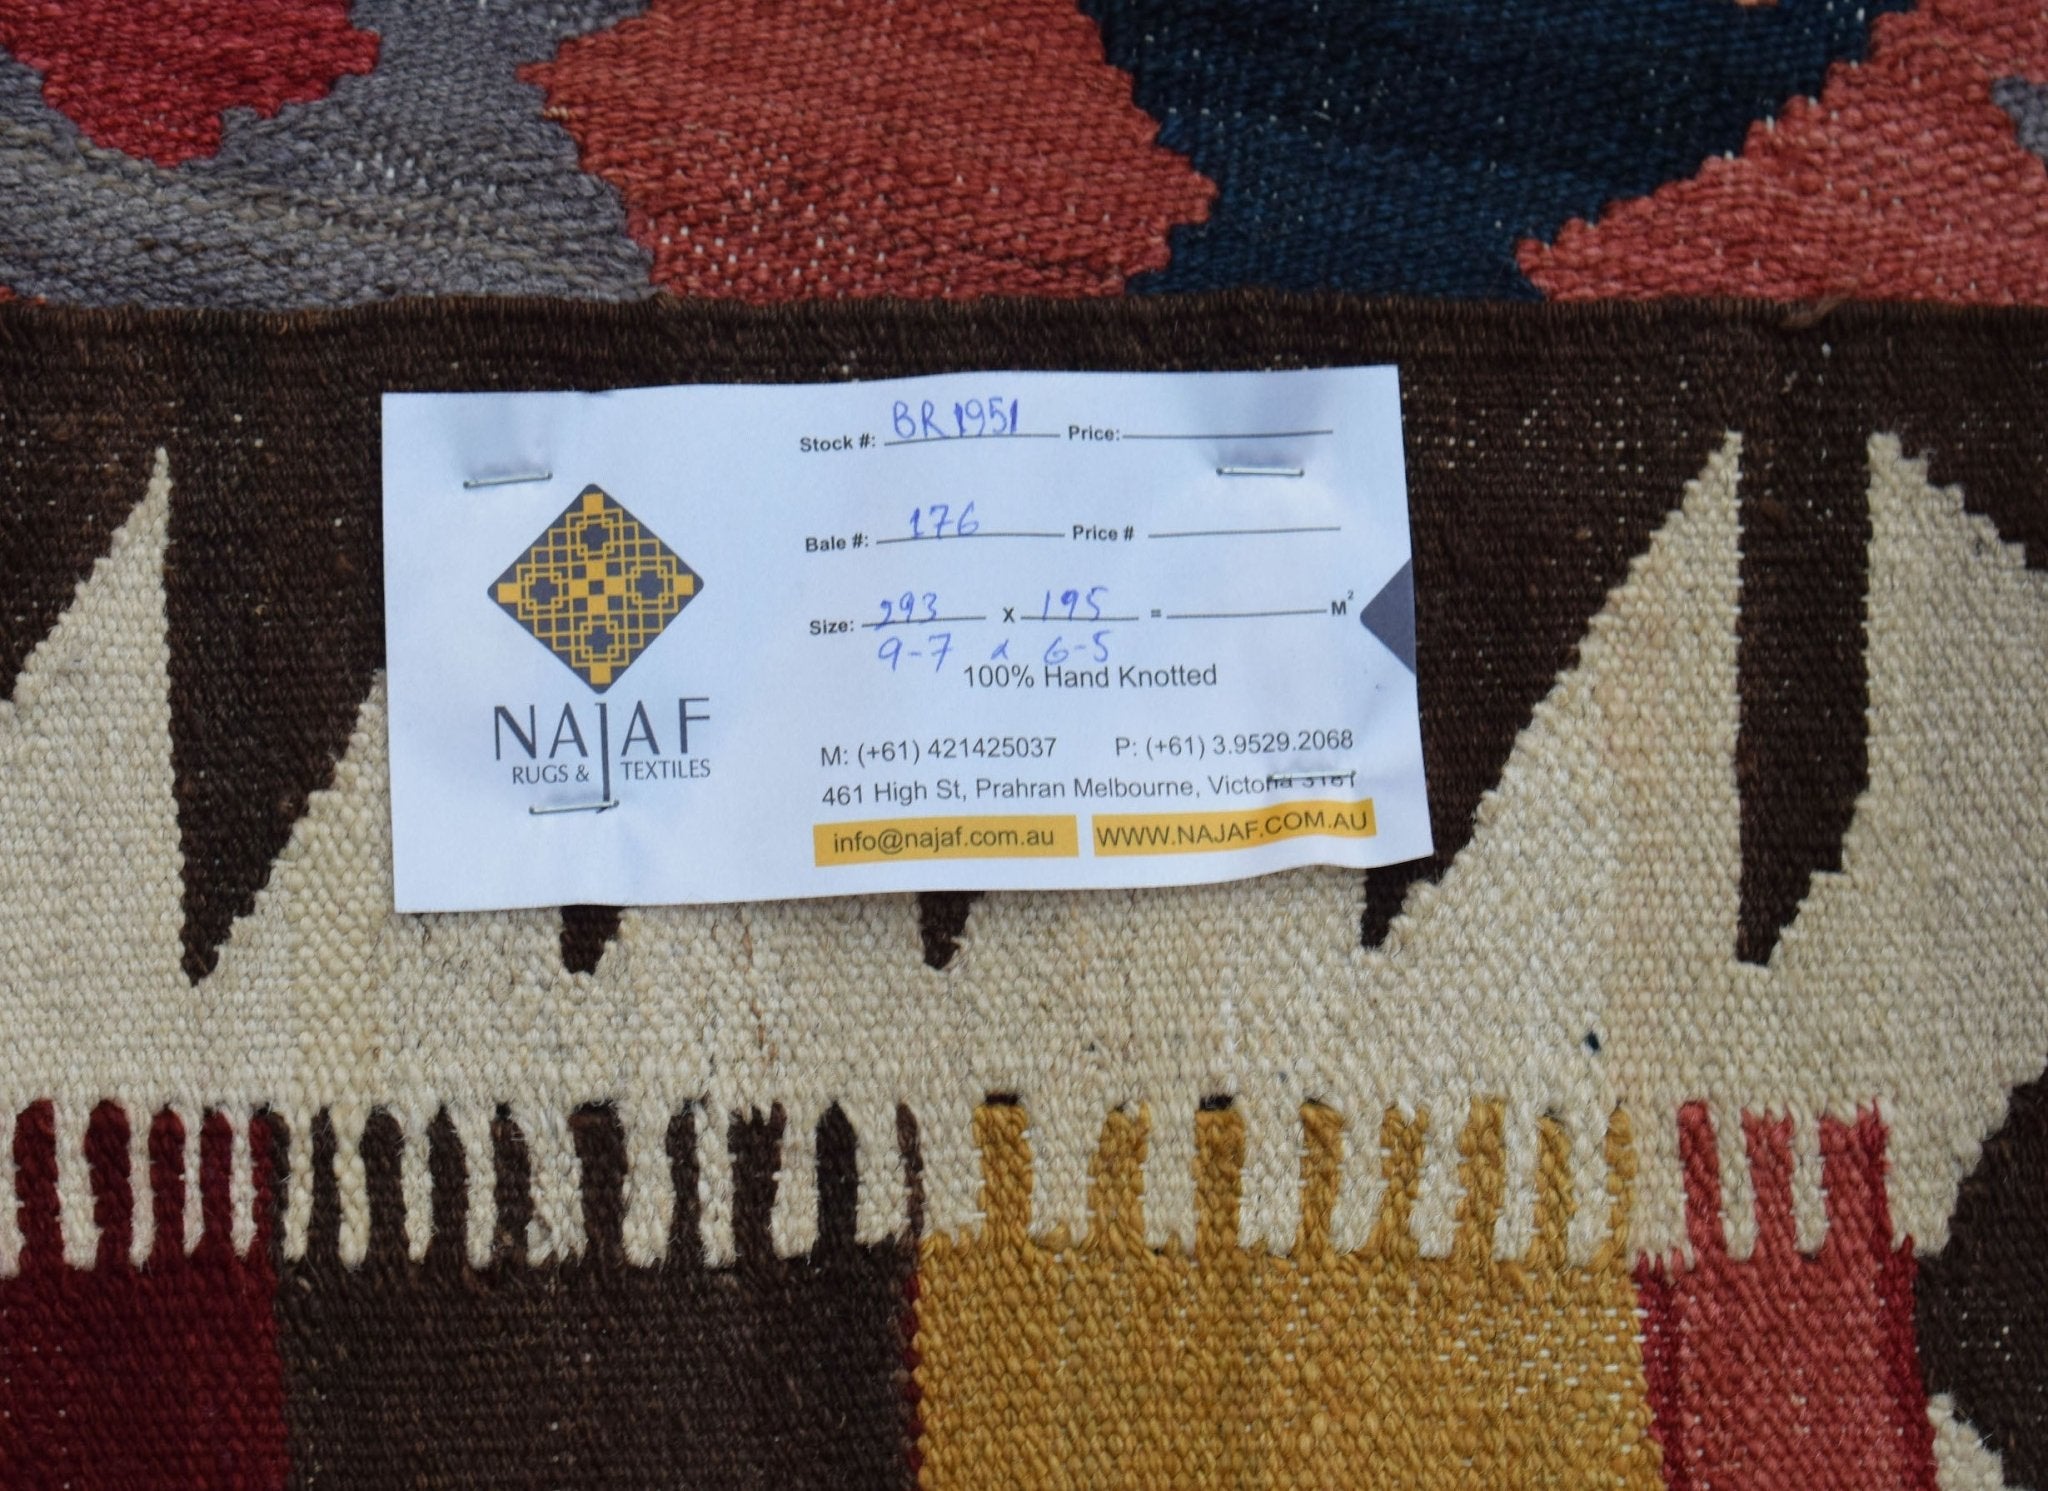 Stock #: BR1951 Price:
Bale #: 176 Price #
Size: 293 X 195 = M²
9-7 x 6-5
100% Hand Knotted
NAJAF
RUGS & TEXTILES
M: (+61) 421425037 P: (+61) 3.9529.2068
461 High St, Prahran Melbourne, Victoria 3181
info@najaf.com.au WWW.NAJAF.COM.AU